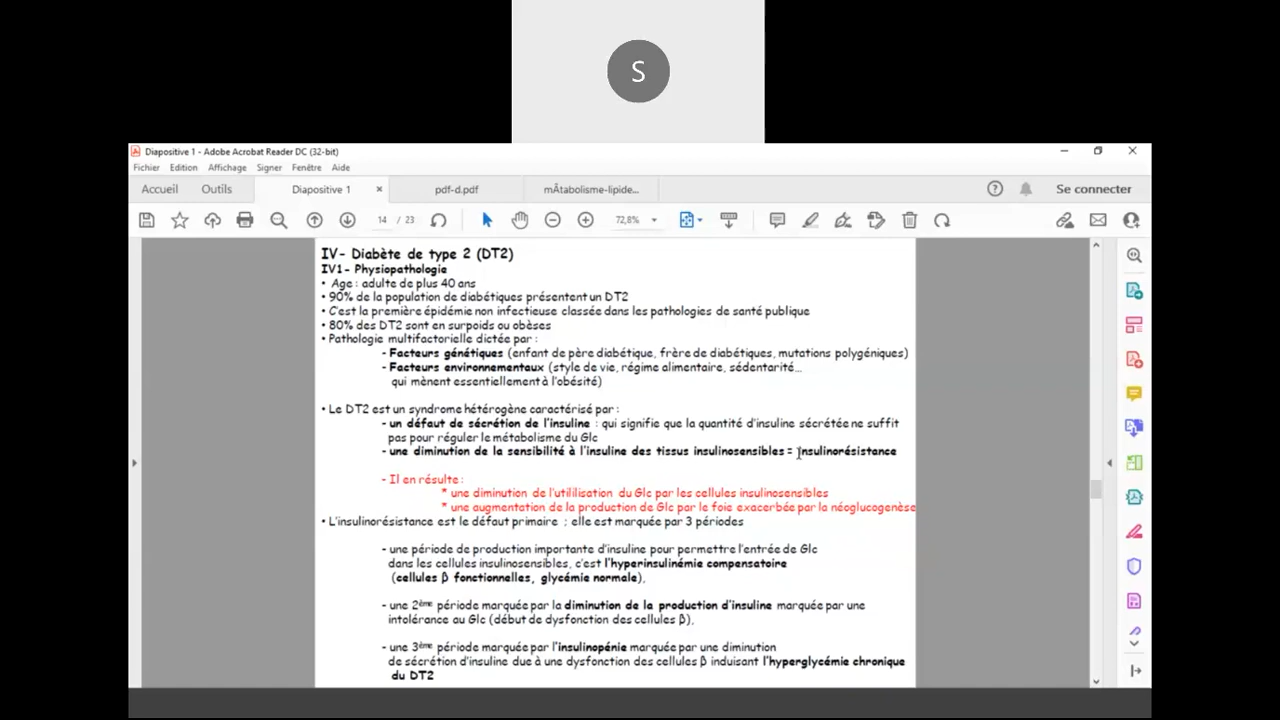 S
Diapositive 1 - Adobe Acrobat Reader DC (32-bit)
Fichier Edition Affichage Signer Fenêtre Aide
Accueil Outils Diapositive 1 × pdf-d.pdf mÂtabolisme-lipide... Se connecter
14 / 23 72,8%
IV- Diabète de type 2 (DT2)
IV1- Physiopathologie
• Age : adulte de plus 40 ans
• 90% de la population de diabétiques présentent un DT2
• C'est la première épidémie non infectieuse classée dans les pathologies de santé publique
• 80% des DT2 sont en surpoids ou obèses
• Pathologie multifactorielle dictée par :
- Facteurs génétiques (enfant de père diabétique, frère de diabétiques, mutations polygéniques)
- Facteurs environnementaux (style de vie, régime alimentaire, sédentarité...
qui mènent essentiellement à l'obésité)
• Le DT2 est un syndrome hétérogène caractérisé par :
- un défaut de sécrétion de l'insuline : qui signifie que la quantité d'insuline sécrétée ne suffit
pas pour réguler le métabolisme du Glc
- une diminution de la sensibilité à l'insuline des tissus insulinosensibles = insulinorésistance
- Il en résulte :
* une diminution de l'utililisation du Glc par les cellules insulinosensibles
* une augmentation de la production de Glc par le foie exacerbée par la néoglucogenèse
• L'insulinorésistance est le défaut primaire ; elle est marquée par 3 périodes
- une période de production importante d'insuline pour permettre l'entrée de Glc
dans les cellules insulinosensibles, c'est l'hyperinsulinémie compensatoire
(cellules β fonctionnelles, glycémie normale),
- une 2ème période marquée par la diminution de la production d'insuline marquée par une
intolérance au Glc (début de dysfonction des cellules β),
- une 3ème période marquée par l'insulinopénie marquée par une diminution
de sécrétion d'insuline due à une dysfonction des cellules β induisant l'hyperglycémie chronique
du DT2